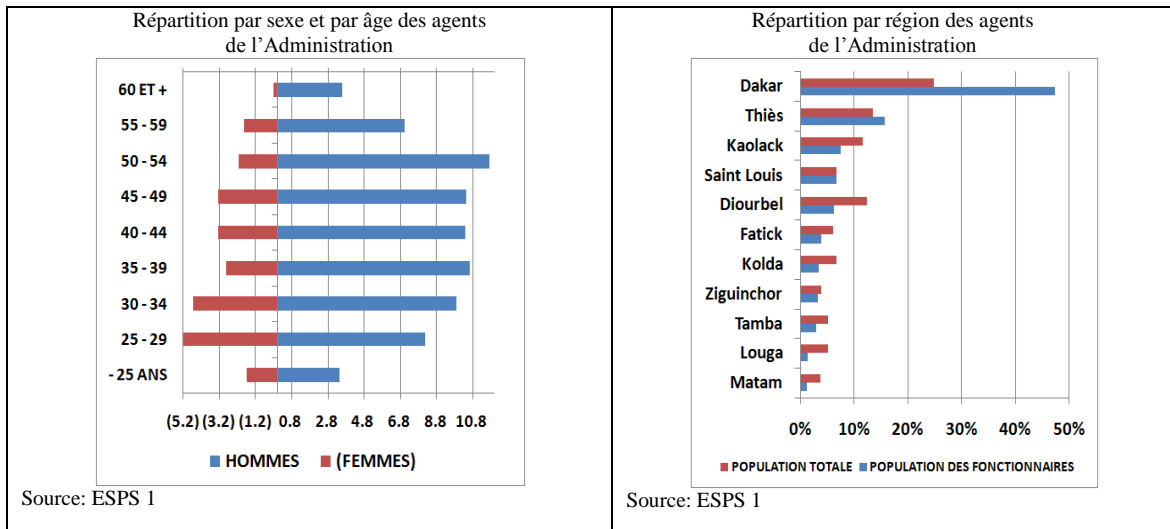 Répartition par sexe et par âge des agents
de l'Administration
60 ET +
55 - 59
50 - 54
45 - 49
40 - 44
35 - 39
30 - 34
25 - 29
- 25 ANS
(5.2) (3.2) (1.2) 0.8 2.8 4.8 6.8 8.8 10.8
HOMMES (FEMMES)
Source: ESPS 1
Répartition par région des agents
de l'Administration
Dakar
Thiès
Kaolack
Saint Louis
Diourbel
Fatick
Kolda
Ziguinchor
Tamba
Louga
Matam
0% 10% 20% 30% 40% 50%
POPULATION TOTALE POPULATION DES FONCTIONNAIRES
Source: ESPS 1